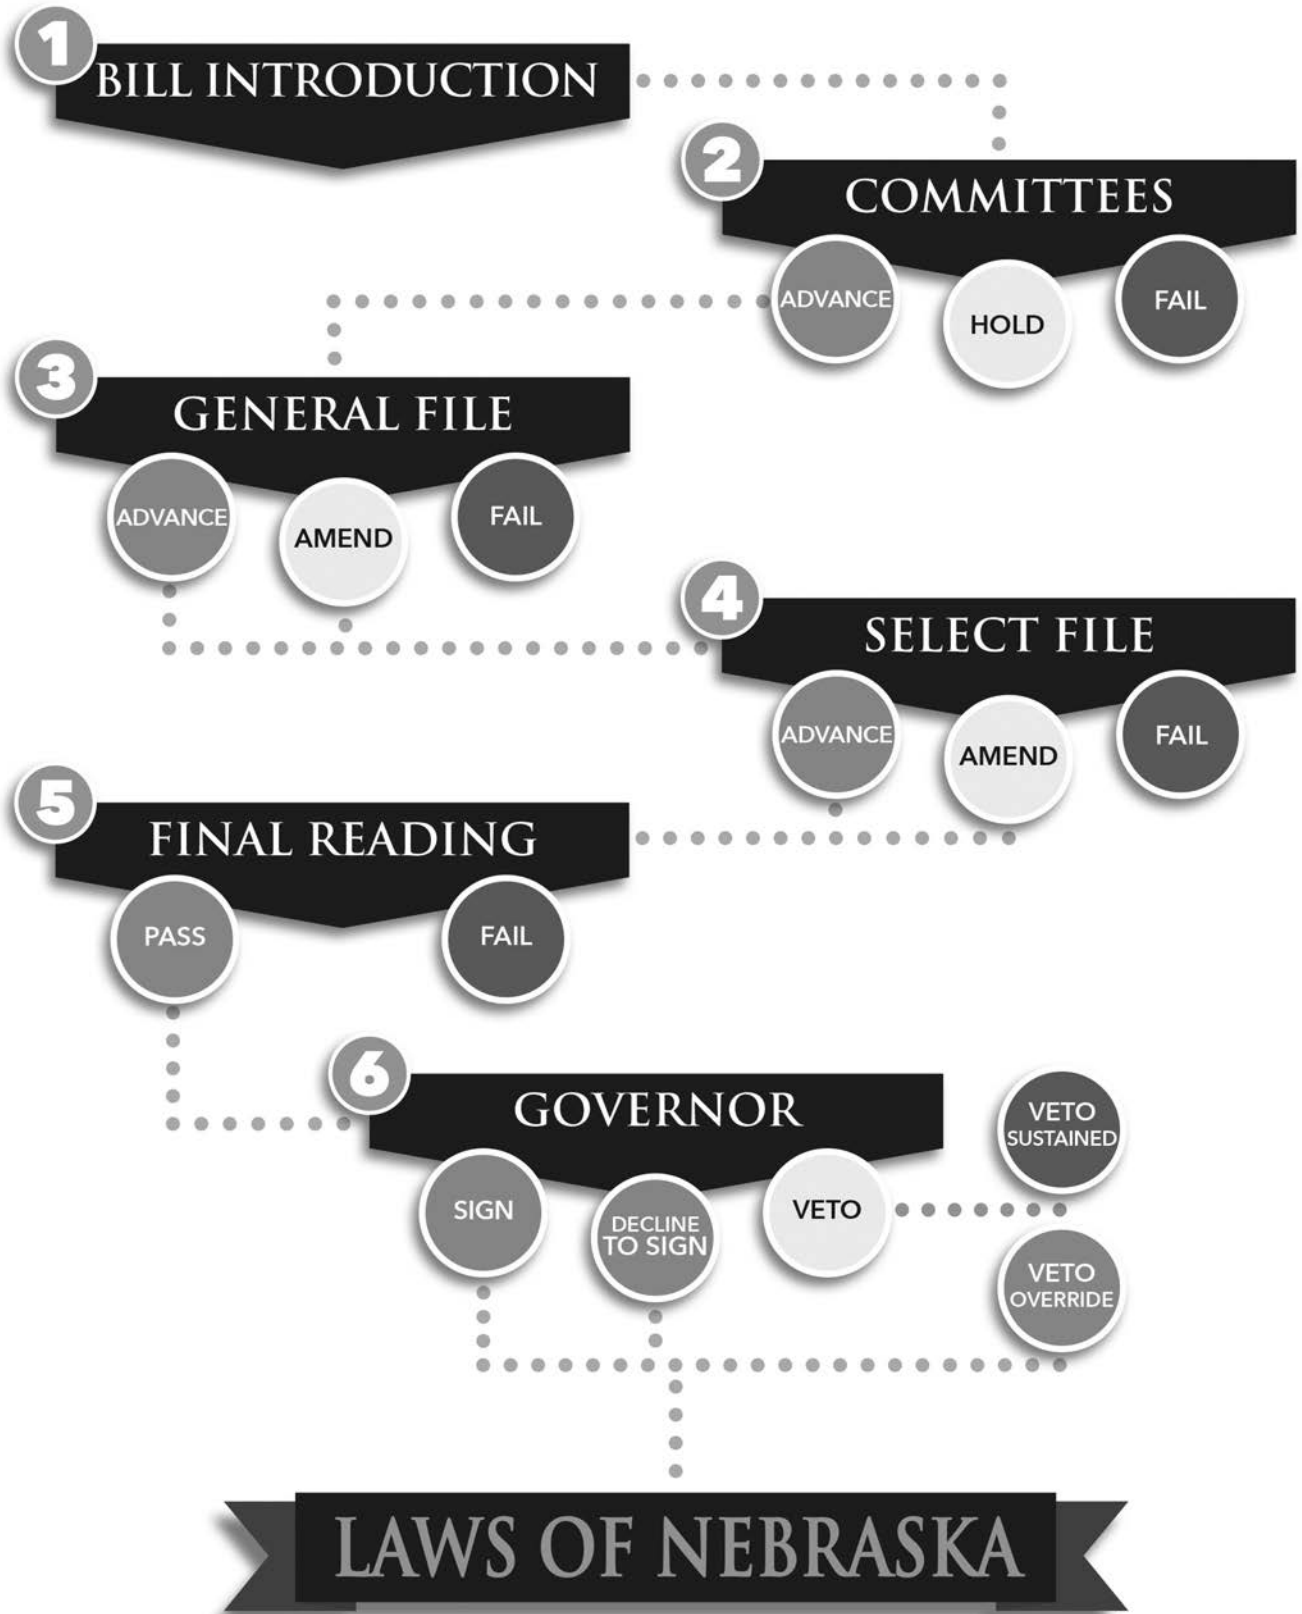 1
BILL INTRODUCTION
2
COMMITTEES
ADVANCE
HOLD
FAIL
3
GENERAL FILE
ADVANCE
AMEND
FAIL
4
SELECT FILE
ADVANCE
AMEND
FAIL
5
FINAL READING
PASS
FAIL
6
GOVERNOR
SIGN
DECLINE
TO SIGN
VETO
VETO
SUSTAINED
VETO
OVERRIDE
LAWS OF NEBRASKA